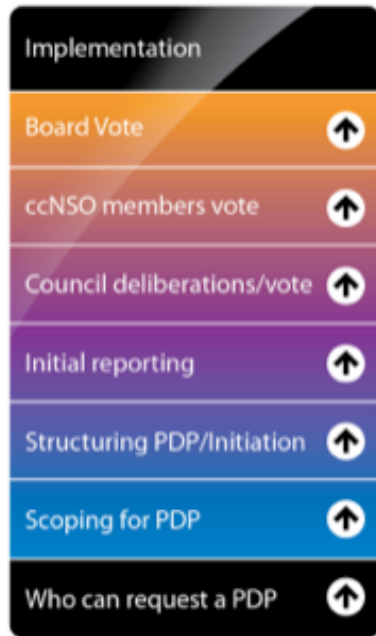 Implementation
Board Vote
ccNSO members vote
Council deliberations/vote
Initial reporting
Structuring PDP/Initiation
Scoping for PDP
Who can request a PDP